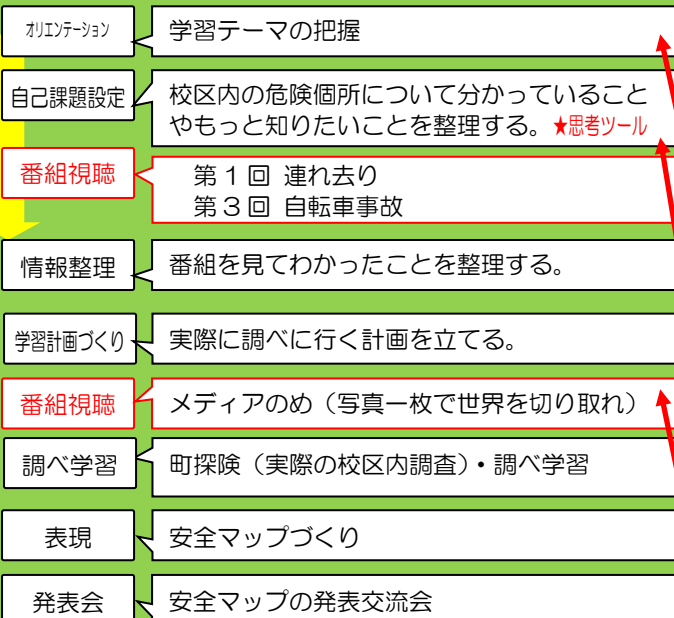 オリエンテーション
学習テーマの把握
自己課題設定
校区内の危険個所について分かっていること
やもっと知りたいことを整理する。★思考ツール
番組視聴
第1回 連れ去り
第3回 自転車事故
情報整理
番組を見てわかったことを整理する。
学習計画づくり
実際に調べに行く計画を立てる。
番組視聴
メディアのめ（写真一枚で世界を切り取れ）
調べ学習
町探険（実際の校区内調査）・調べ学習
表現
安全マップづくり
発表会
安全マップの発表交流会